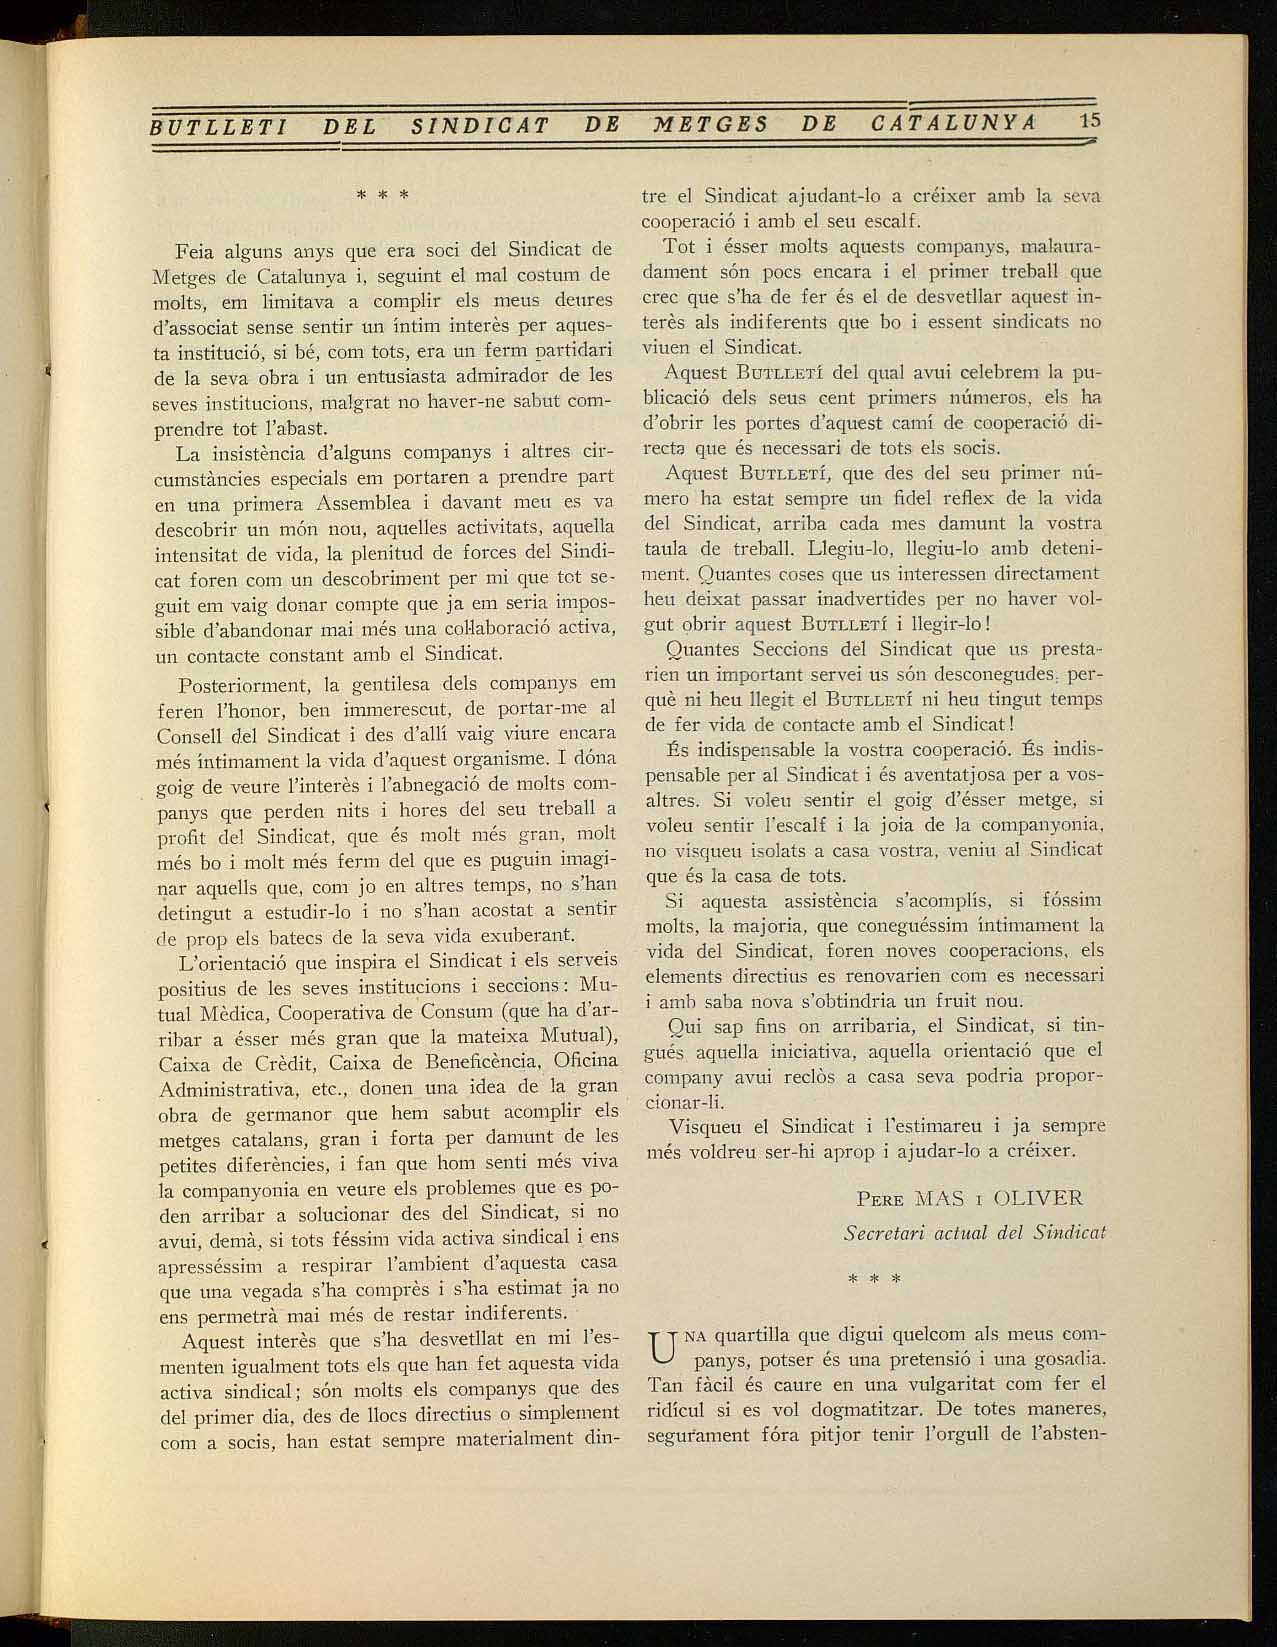 BUTLLETI DEL SINDICAT DE METGES DE CATALUNYA 15
* * *
Feia alguns anys que era soci del Sindicat de
Metges de Catalunya i, seguint el mal costum de
molts, em limitava a complir els meus deures
d'associat sense sentir un íntim interès per aques-
ta institució, si bé, com tots, era un ferm partidari
de la seva obra i un entusiasta admirador de les
seves institucions, malgrat no haver-ne sabut com-
prendre tot l'abast.
La insistència d'alguns companys i altres cir-
cumstàncies especials em portaren a prendre part
en una primera Assemblea i davant meu es va
descobrir un món nou, aquelles activitats, aquella
intensitat de vida, la plenitud de forces del Sindi-
cat foren com un descobriment per mi que tot se-
guit em vaig donar compte que ja em seria impos-
sible d'abandonar mai més una col·laboració activa,
un contacte constant amb el Sindicat.
Posteriorment, la gentilesa dels companys em
feren l'honor, ben immerescut, de portar-me al
Consell del Sindicat i des d'allí vaig viure encara
més íntimament la vida d'aquest organisme. I dóna
goig de veure l'interès i l'abnegació de molts com-
panys que perden nits i hores del seu treball a
profit del Sindicat, que és molt més gran, molt
més bo i molt més ferm del que es puguin imagi-
nar aquells que, com jo en altres temps, no s'han
detingut a estudir-lo i no s'han acostat a sentir
de prop els batecs de la seva vida exuberant.
L'orientació que inspira el Sindicat i els serveis
positius de les seves institucions i seccions: Mu-
tual Mèdica, Cooperativa de Consum (que ha d'ar-
ribar a ésser més gran que la mateixa Mutual),
Caixa de Crèdit, Caixa de Beneficència, Oficina
Administrativa, etc., donen una idea de la gran
obra de germanor que hem sabut acomplir els
metges catalans, gran i forta per damunt de les
petites diferències, i fan que hom senti més viva
la companyonia en veure els problemes que es po-
den arribar a solucionar des del Sindicat, si no
avui, demà, si tots féssim vida activa sindical i ens
apresséssim a respirar l'ambient d'aquesta casa
que una vegada s'ha comprès i s'ha estimat ja no
ens permetrà mai més de restar indiferents.
Aquest interès que s'ha desvetllat en mi l'es-
menten igualment tots els que han fet aquesta vida
activa sindical; són molts els companys que des
del primer dia, des de llocs directius o simplement
com a socis, han estat sempre materialment din-
tre el Sindicat ajudant-lo a créixer amb la seva
cooperació i amb el seu escalf.
Tot i ésser molts aquests companys, malaura-
dament són pocs encara i el primer treball que
crec que s'ha de fer és el de desvetllar aquest in-
terès als indiferents que bo i essent sindicats no
viuen el Sindicat.
Aquest BUTLLETÍ del qual avui celebrem la pu-
blicació dels seus cent primers números, els ha
d'obrir les portes d'aquest camí de cooperació di-
recta que és necessari de tots els socis.
Aquest BUTLLETÍ, que des del seu primer nú-
mero ha estat sempre un fidel reflex de la vida
del Sindicat, arriba cada mes damunt la vostra
taula de treball. Llegiu-lo, llegiu-lo amb deteni-
ment. Quantes coses que us interessen directament
heu deixat passar inadvertides per no haver vol-
gut obrir aquest BUTLLETÍ i llegir-lo!
Quantes Seccions del Sindicat que us presta-
rien un important servei us són desconegudes, per-
què ni heu llegit el BUTLLETÍ ni heu tingut temps
de fer vida de contacte amb el Sindicat!
És indispensable la vostra cooperació. És indis-
pensable per al Sindicat i és aventatjosa per a vos-
altres. Si voleu sentir el goig d'ésser metge, si
voleu sentir l'escalf i la joia de la companyonia,
no visqueu isolats a casa vostra, veniu al Sindicat
que és la casa de tots.
Si aquesta assistència s'acomplís, si fóssim
molts, la majoria, que coneguéssim íntimament la
vida del Sindicat, foren noves cooperacions, els
elements directius es renovarien com es necessari
i amb saba nova s'obtindria un fruit nou.
Qui sap fins on arribaria, el Sindicat, si tin-
gués aquella iniciativa, aquella orientació que el
company avui reclòs a casa seva podria propor-
cionar-li.
Visqueu el Sindicat i l'estimareu i ja sempre
més voldreu ser-hi aprop i ajudar-lo a créixer.
PERE MAS I OLIVER
Secretari actual del Sindicat
* * *
UNA quartilla que digui quelcom als meus com-
panys, potser és una pretensió i una gosadia.
Tan fàcil és caure en una vulgaritat com fer el
ridícul si es vol dogmatitzar. De totes maneres,
segurament fóra pitjor tenir l'orgull de l'absten-